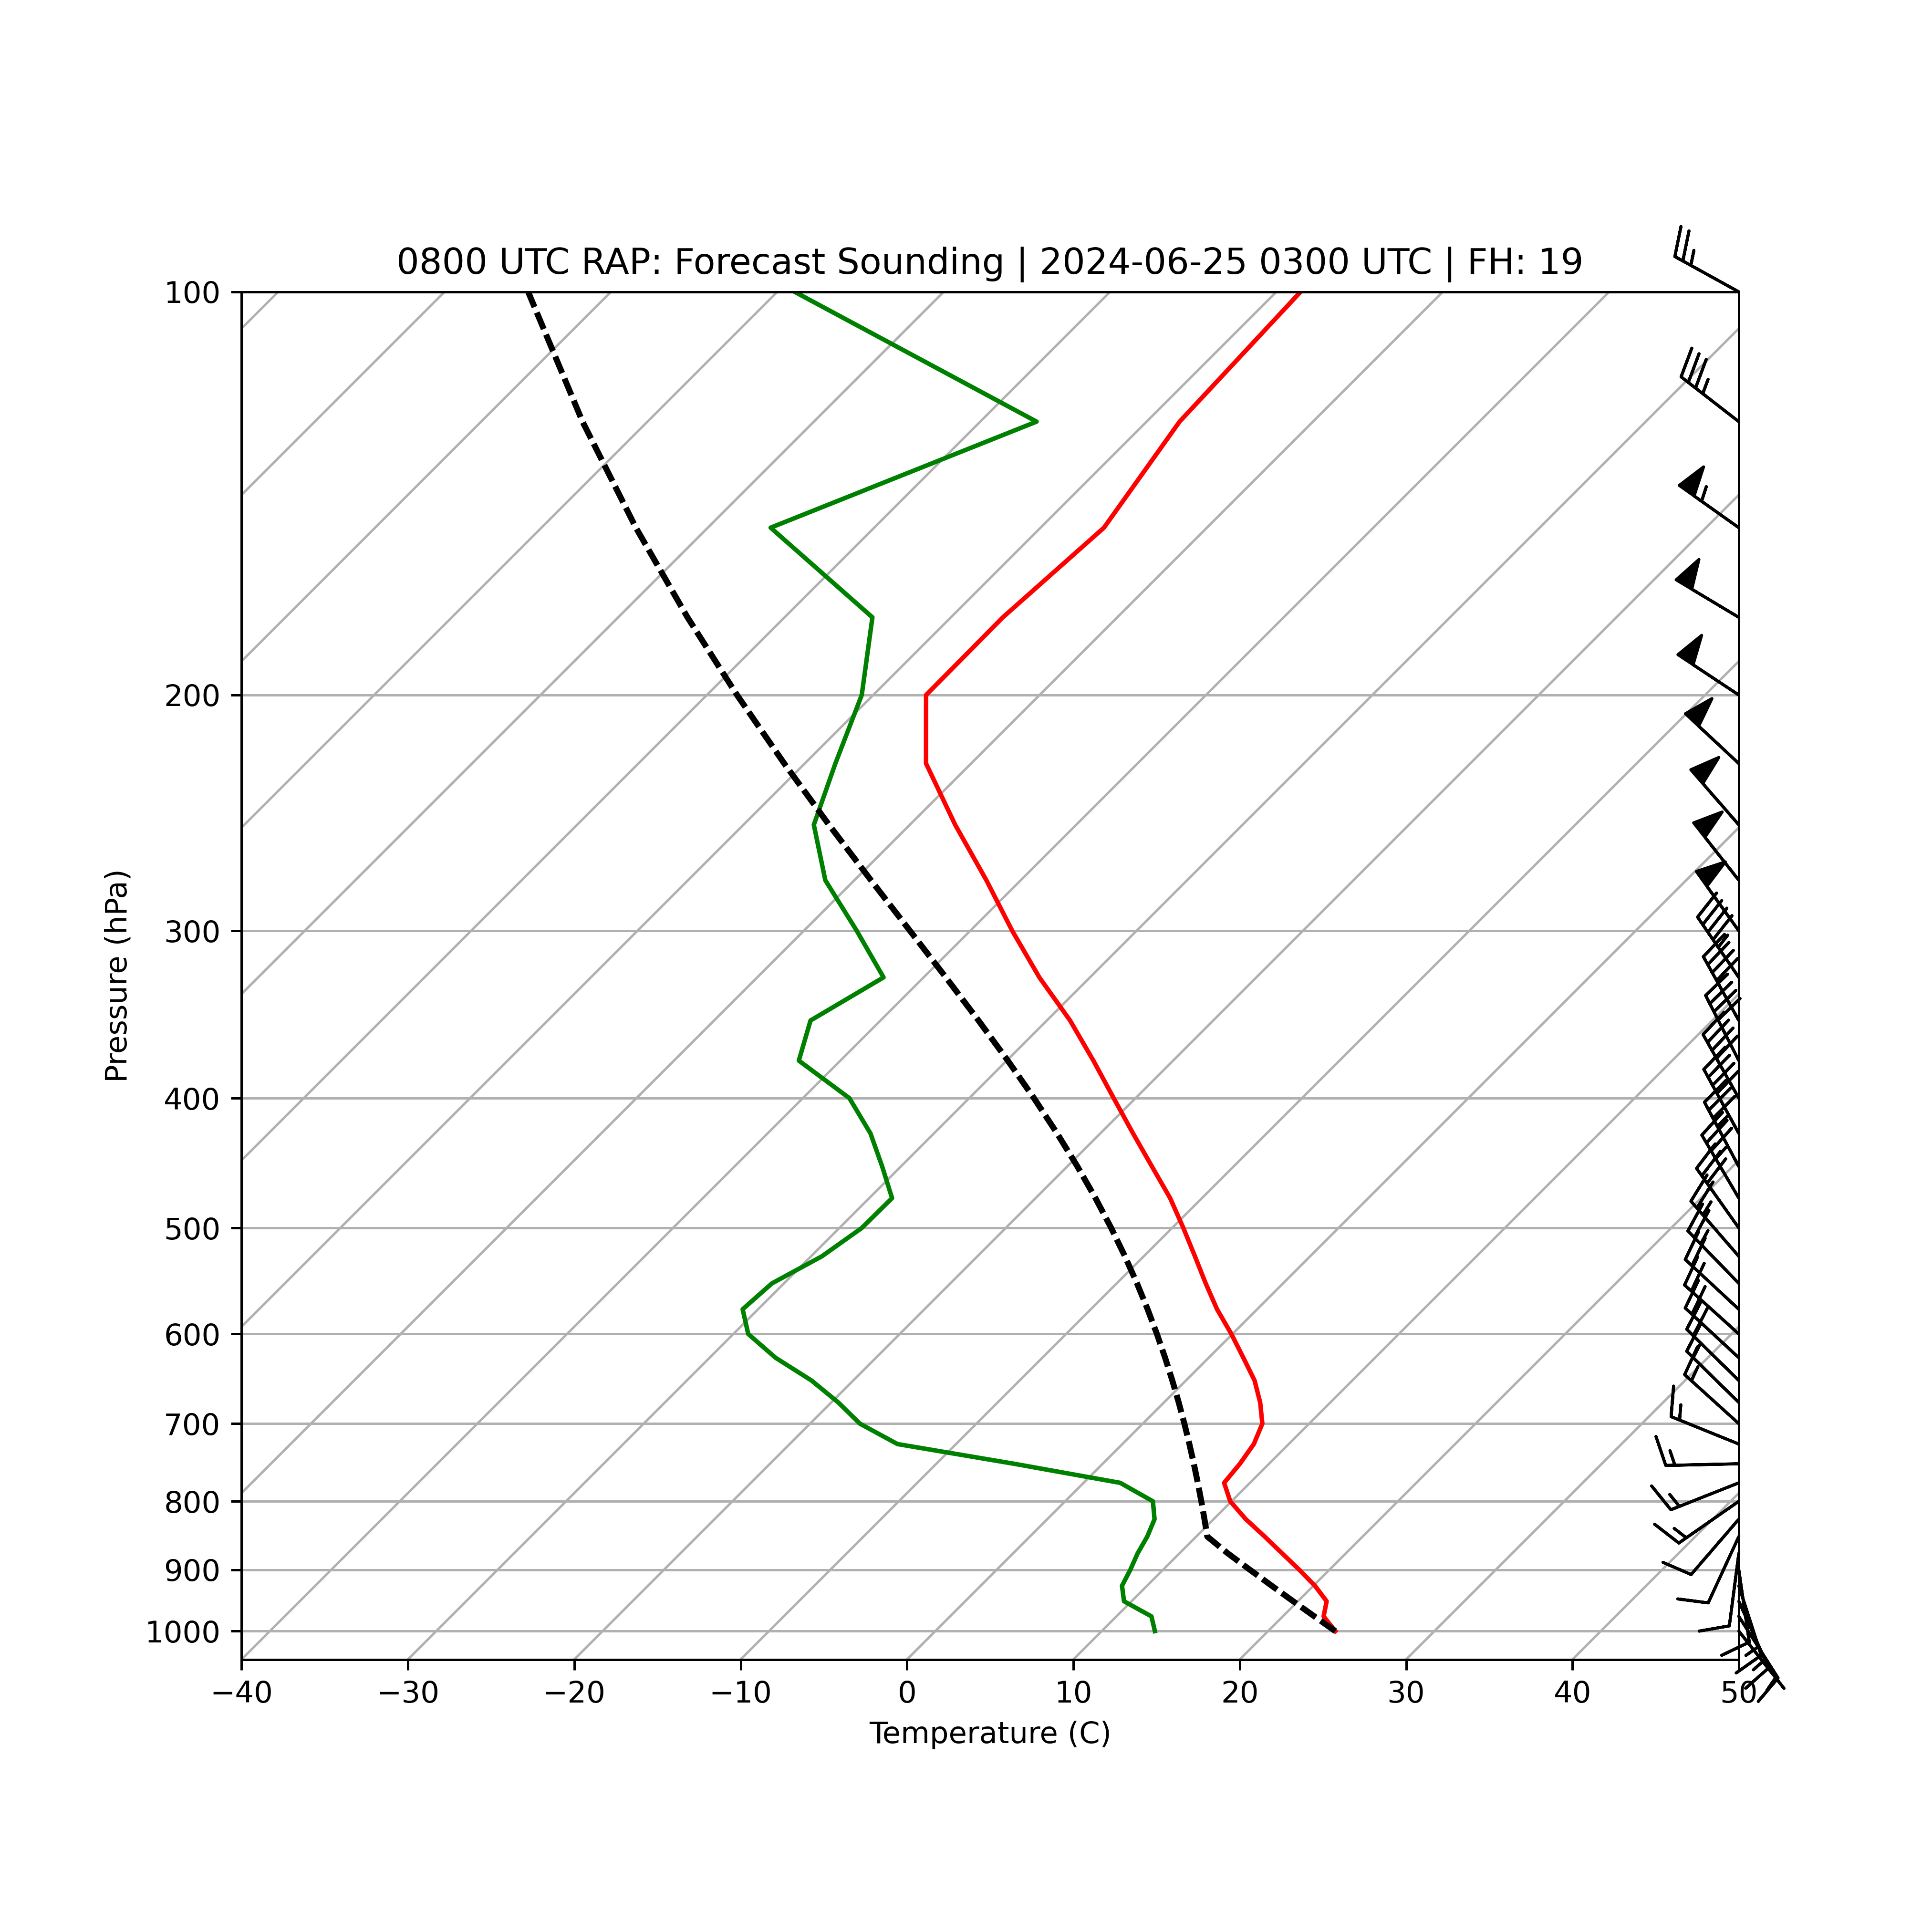 0800 UTC RAP: Forecast Sounding | 2024-06-25 0300 UTC | FH: 19
100
200
300
400
500
600
700
800
900
1000
Pressure (hPa)
−40 −30 −20 −10 0 10 20 30 40 50
Temperature (C)